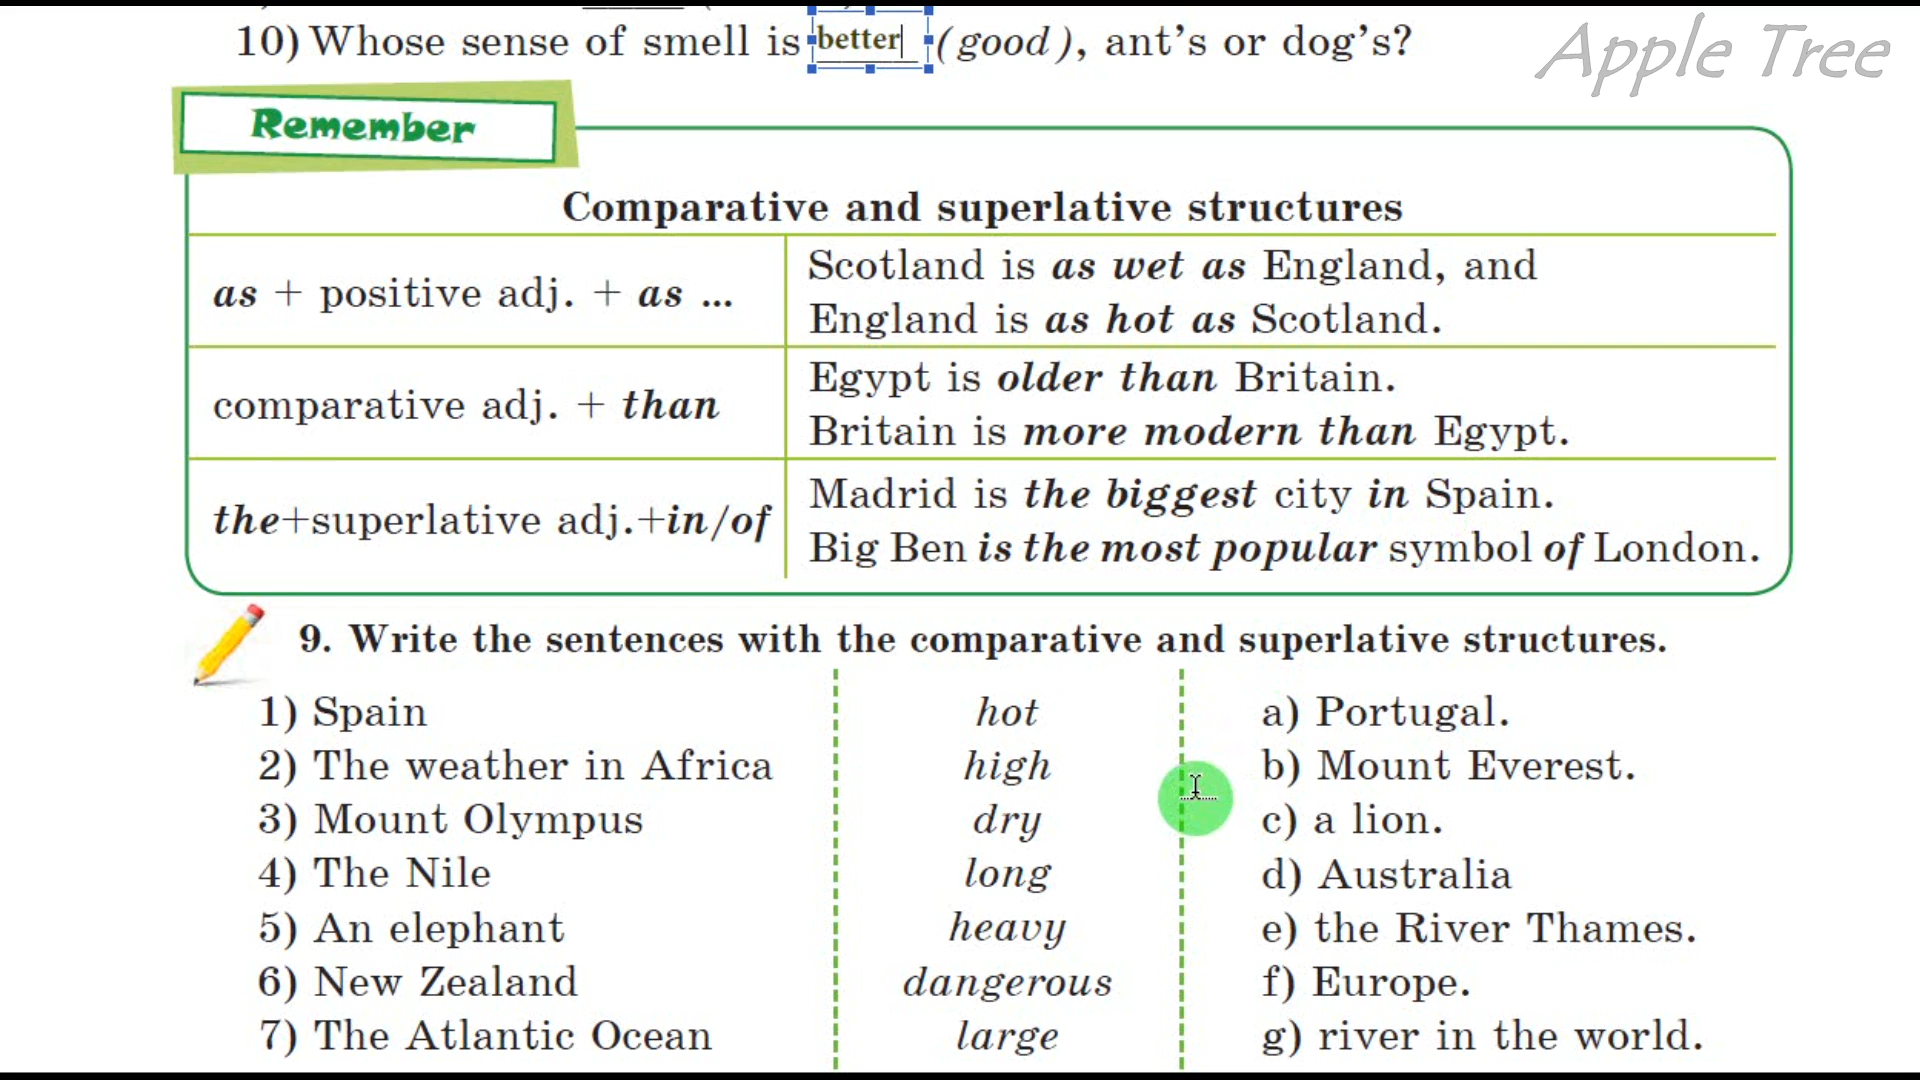 10) Whose sense of smell is better (good), ant's or dog's?
Apple Tree
Remember
Comparative and superlative structures
as + positive adj. + as ...
Scotland is as wet as England, and
England is as hot as Scotland.
comparative adj. + than
Egypt is older than Britain.
Britain is more modern than Egypt.
the+superlative adj.+in/of
Madrid is the biggest city in Spain.
Big Ben is the most popular symbol of London.
9. Write the sentences with the comparative and superlative structures.
1) Spain hot a) Portugal.
2) The weather in Africa high b) Mount Everest.
3) Mount Olympus dry c) a lion.
4) The Nile long d) Australia
5) An elephant heavy e) the River Thames.
6) New Zealand dangerous f) Europe.
7) The Atlantic Ocean large g) river in the world.